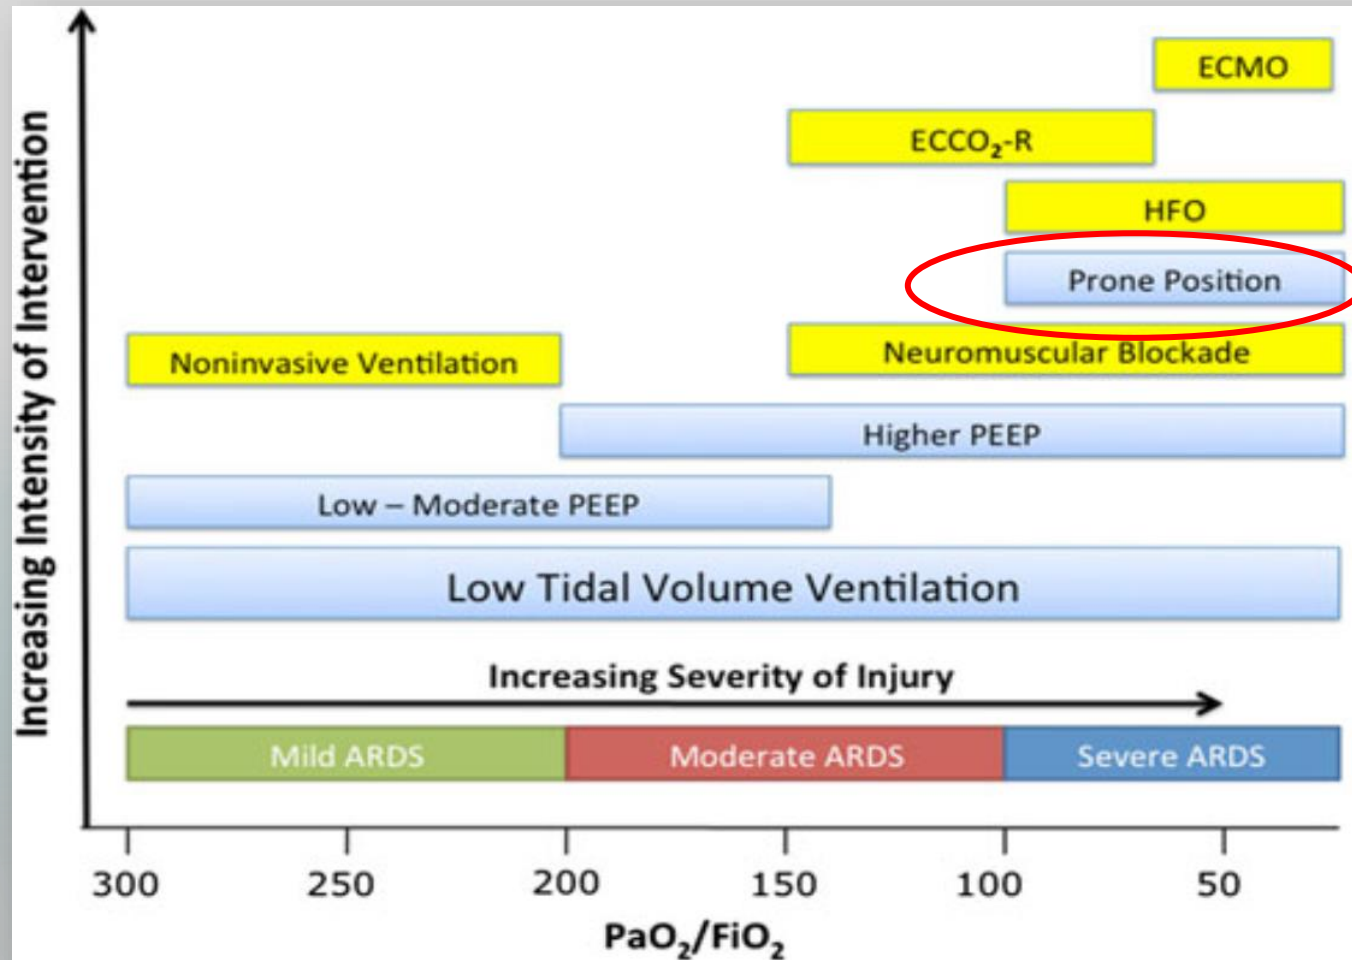 Increasing Intensity of Intervention
ECMO
ECCO₂-R
HFO
Prone Position
Noninvasive Ventilation
Neuromuscular Blockade
Higher PEEP
Low – Moderate PEEP
Low Tidal Volume Ventilation
Increasing Severity of Injury
Mild ARDS
Moderate ARDS
Severe ARDS
300 250 200 150 100 50
PaO₂/FiO₂